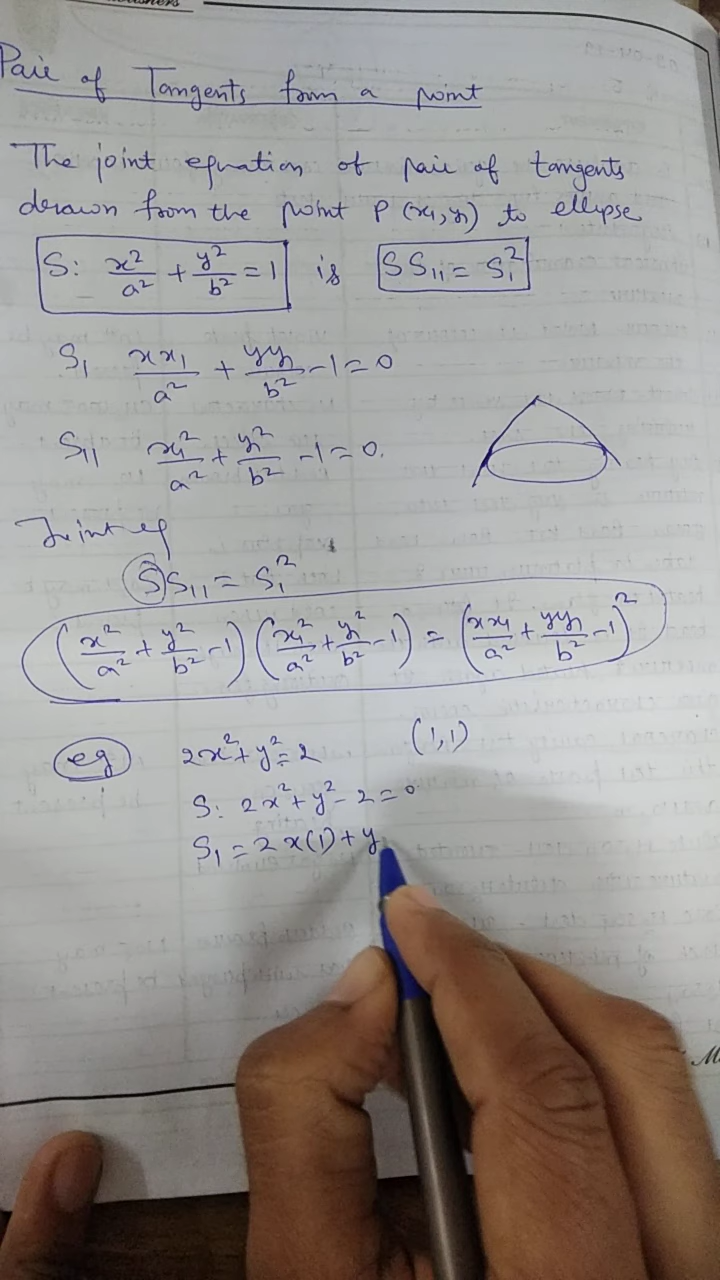 Pair of Tangents from a point
The joint equation of pair of tangents
drawn from the point P (x₁, y₁) to ellipse
S: x²/a² + y²/b² = 1 is SS₁₁ = S₁²
S₁ xx₁/a² + yy₁/b² - 1 = 0
S₁₁ x₁²/a² + y₁²/b² - 1 = 0.
Joint eq
SS₁₁ = S₁²
(x²/a² + y²/b² - 1) (x₁²/a² + y₁²/b² - 1) = (xx₁/a² + yy₁/b² - 1)²
eg 2x² + y² = 2 (1,1)
S: 2x² + y² - 2 = 0
S₁ = 2x(1) + y